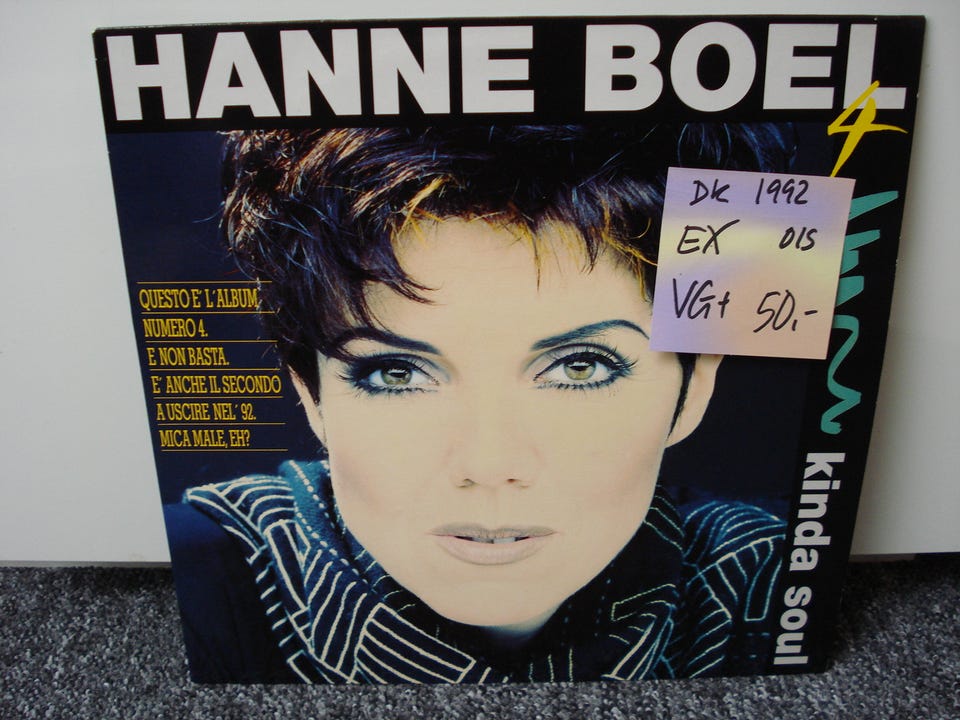 HANNE BOEL
4
DK 1992
EX OIS
VG+ 50,-
QUESTO E' L'ALBUM,
NUMERO 4.
E NON BASTA.
E' ANCHE IL SECONDO
A USCIRE NEL' 92.
MICA MALE, EH?
kinda soul